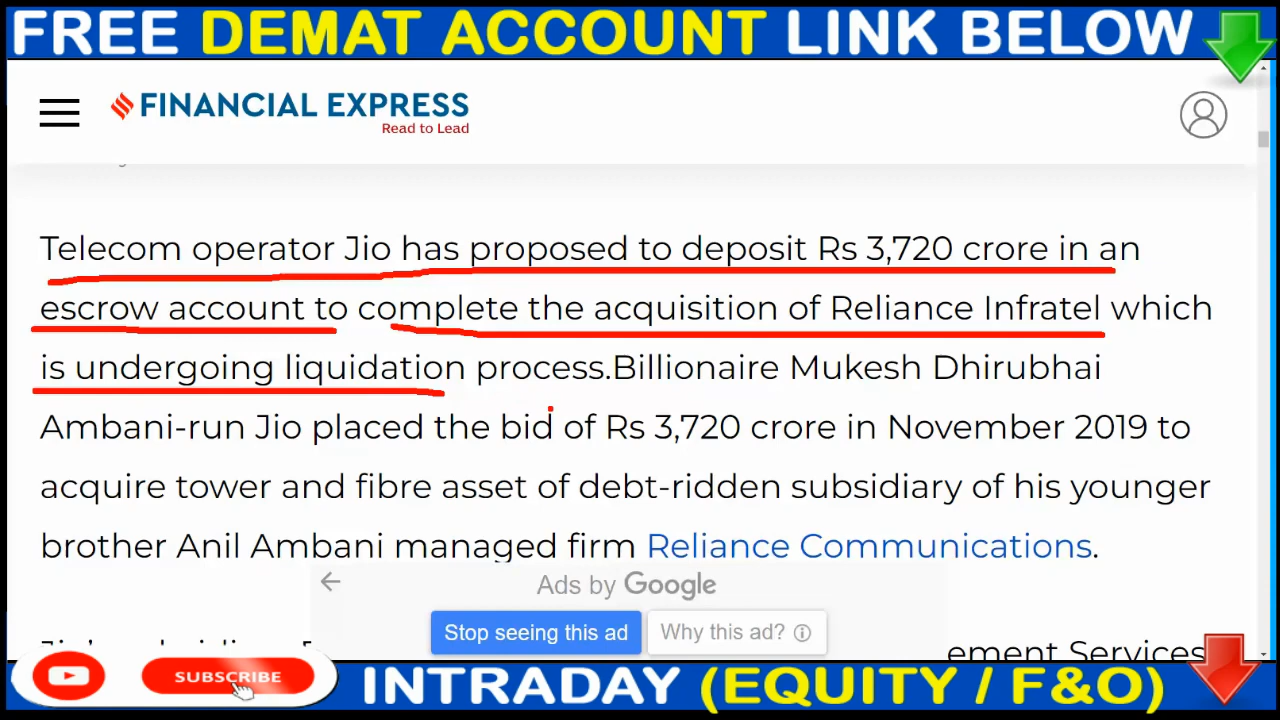 FREE DEMAT ACCOUNT LINK BELOW
FINANCIAL EXPRESS
Read to Lead
Telecom operator Jio has proposed to deposit Rs 3,720 crore in an
escrow account to complete the acquisition of Reliance Infratel which
is undergoing liquidation process.Billionaire Mukesh Dhirubhai
Ambani-run Jio placed the bid of Rs 3,720 crore in November 2019 to
acquire tower and fibre asset of debt-ridden subsidiary of his younger
brother Anil Ambani managed firm Reliance Communications.
Ads by Google
Stop seeing this ad Why this ad?
ement Services
SUBSCRIBE
INTRADAY (EQUITY / F&O)